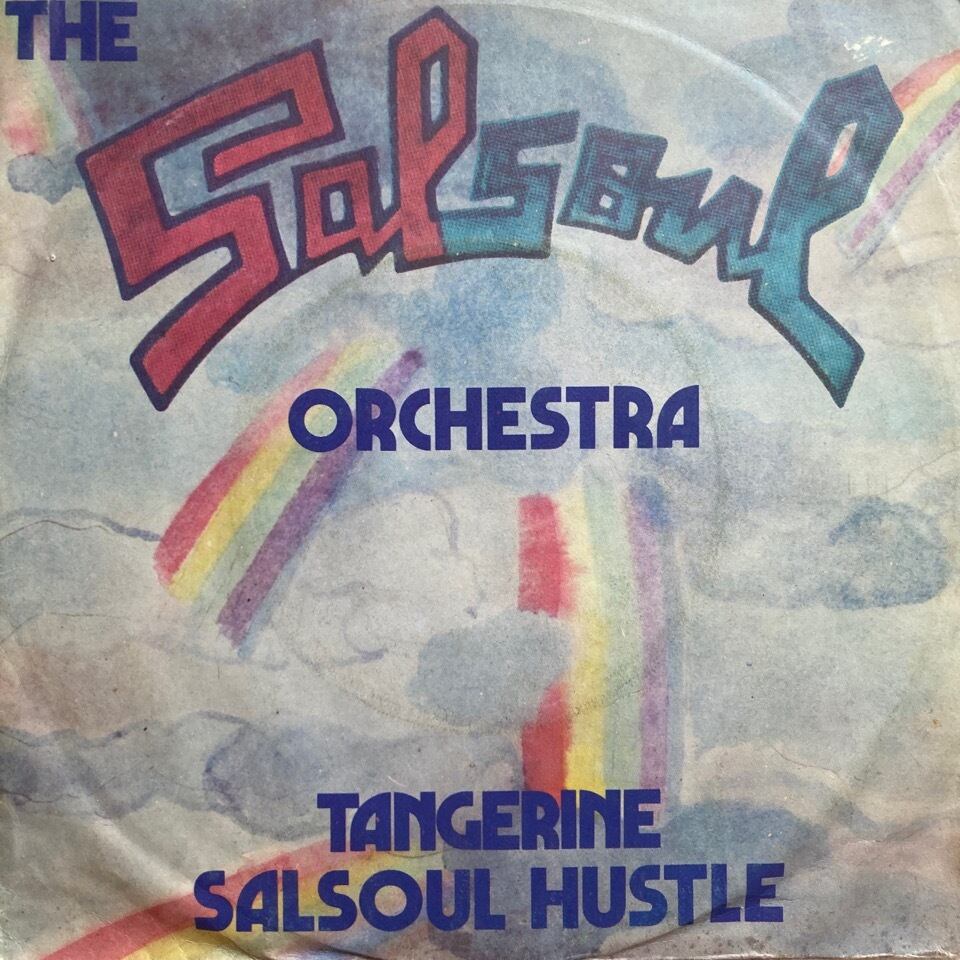 THE
Salsoul
ORCHESTRA
TANGERINE
SALSOUL HUSTLE